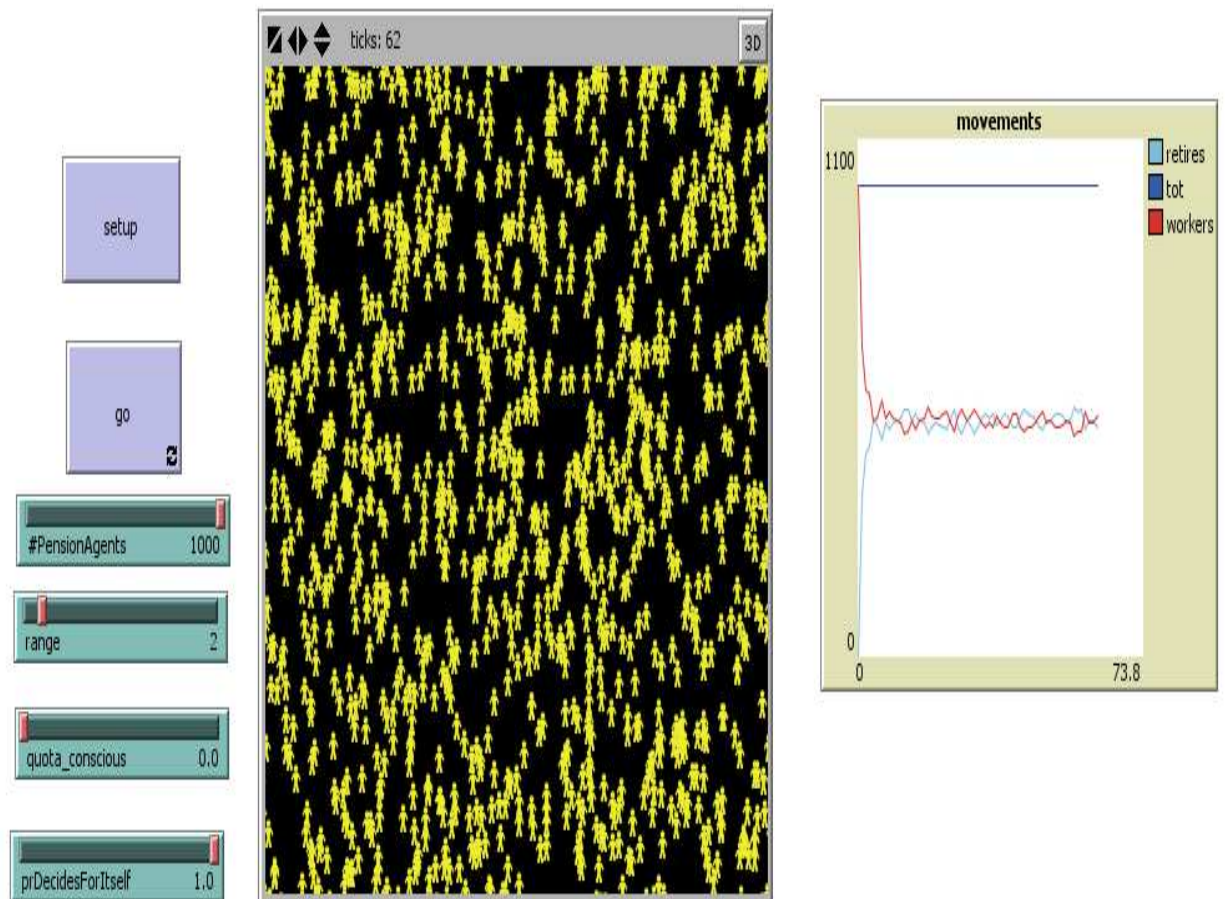 ticks: 62
3D
setup
go
#PensionAgents 1000
range 2
quota_conscious 0.0
prDecidesForItself 1.0
movements
1100
0
0 73.8
retires
tot
workers